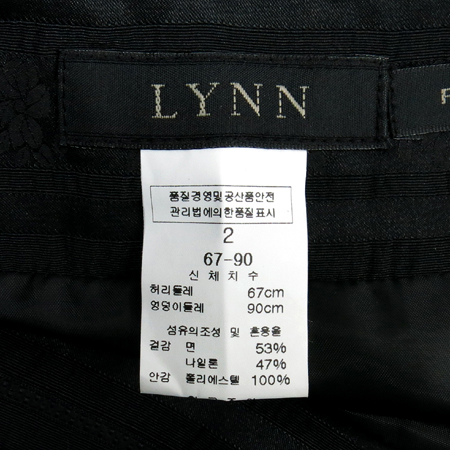 LYNN
품질경영및공산품안전
관리법에의한품질표시
2
67-90
신체치수
허리둘레 67cm
엉덩이둘레 90cm
섬유의조성 및 혼용율
겉감 면 53%
나일론 47%
안감 폴리에스텔 100%